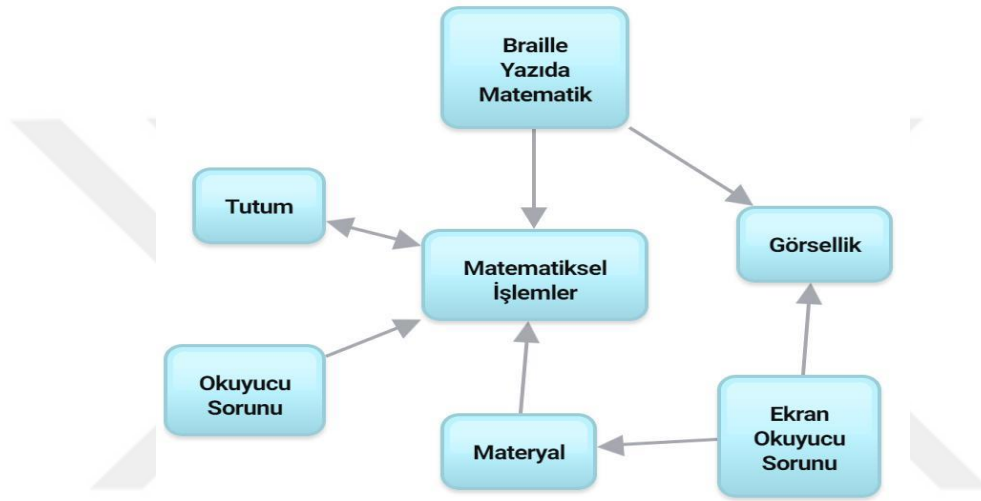 Braille
Yazıda
Matematik
Tutum
Görsellik
Matematiksel
İşlemler
Okuyucu
Sorunu
Materyal
Ekran
Okuyucu
Sorunu